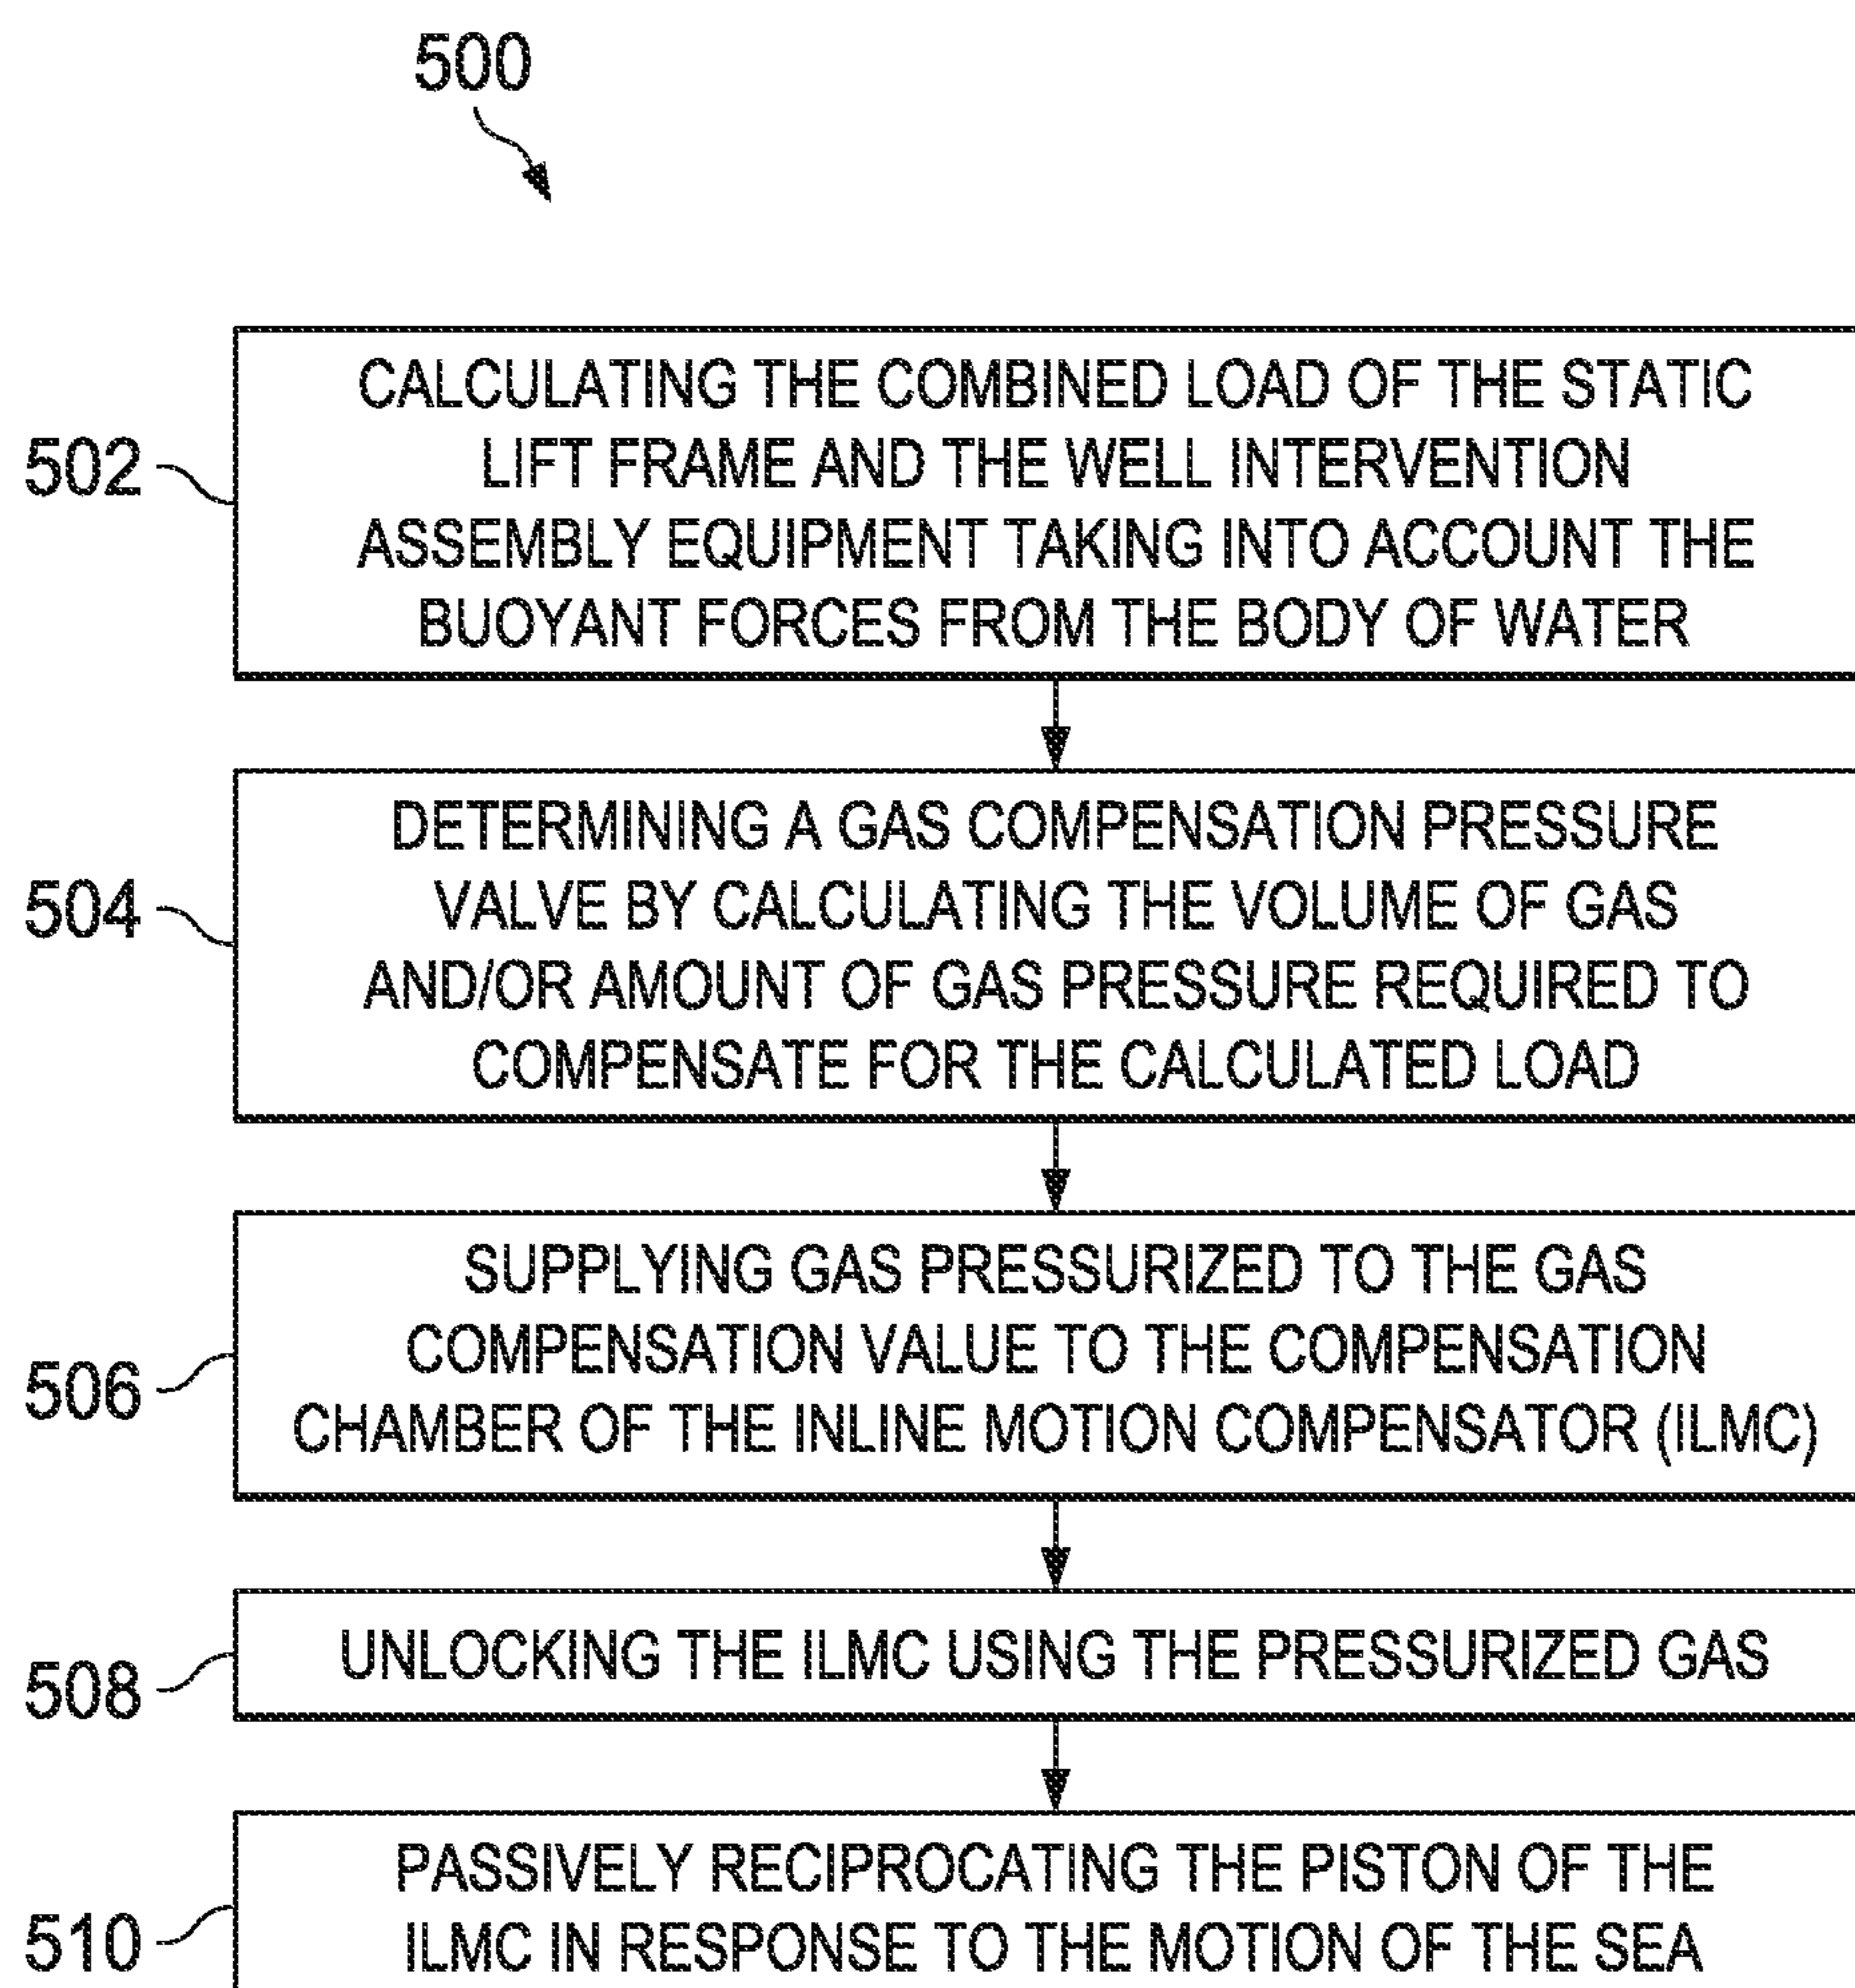 500
502
CALCULATING THE COMBINED LOAD OF THE STATIC
LIFT FRAME AND THE WELL INTERVENTION
ASSEMBLY EQUIPMENT TAKING INTO ACCOUNT THE
BUOYANT FORCES FROM THE BODY OF WATER
504
DETERMINING A GAS COMPENSATION PRESSURE
VALVE BY CALCULATING THE VOLUME OF GAS
AND/OR AMOUNT OF GAS PRESSURE REQUIRED TO
COMPENSATE FOR THE CALCULATED LOAD
506
SUPPLYING GAS PRESSURIZED TO THE GAS
COMPENSATION VALUE TO THE COMPENSATION
CHAMBER OF THE INLINE MOTION COMPENSATOR (ILMC)
508
UNLOCKING THE ILMC USING THE PRESSURIZED GAS
510
PASSIVELY RECIPROCATING THE PISTON OF THE
ILMC IN RESPONSE TO THE MOTION OF THE SEA